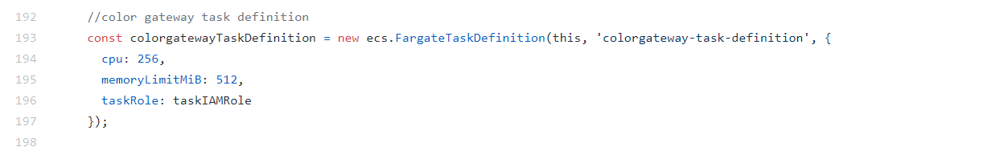 192 //color gateway task definition
193 const colorgatewayTaskDefinition = new ecs.FargateTaskDefinition(this, 'colorgateway-task-definition', {
194 cpu: 256,
195 memoryLimitMiB: 512,
196 taskRole: taskIAMRole
197 });
198